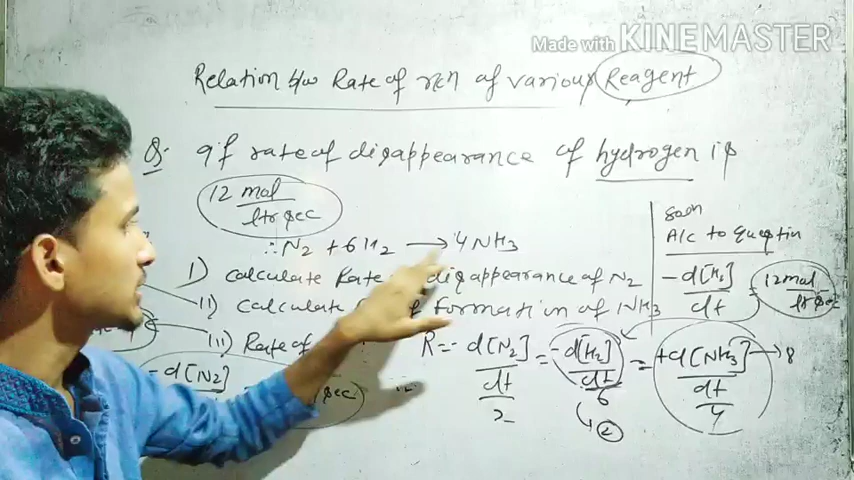 Made with KINEMASTER
Relation b/w Rate of rxn of various Reagent
Q:- If rate of disappearance of hydrogen is
12 mol
ltr sec
∴ N2 + 6H2 → 4NH3
I) calculate Rate disappearance of N2
II) calculate of formation of NH3
III) Rate of
-d[N2]
sec)
R = -d[N2] = -d[H2] = +d[NH3] → 8
dt dt dt
2 6 4
②
Soln
A/c to Question
-d[H2] = 12 mol
dt ltr sec